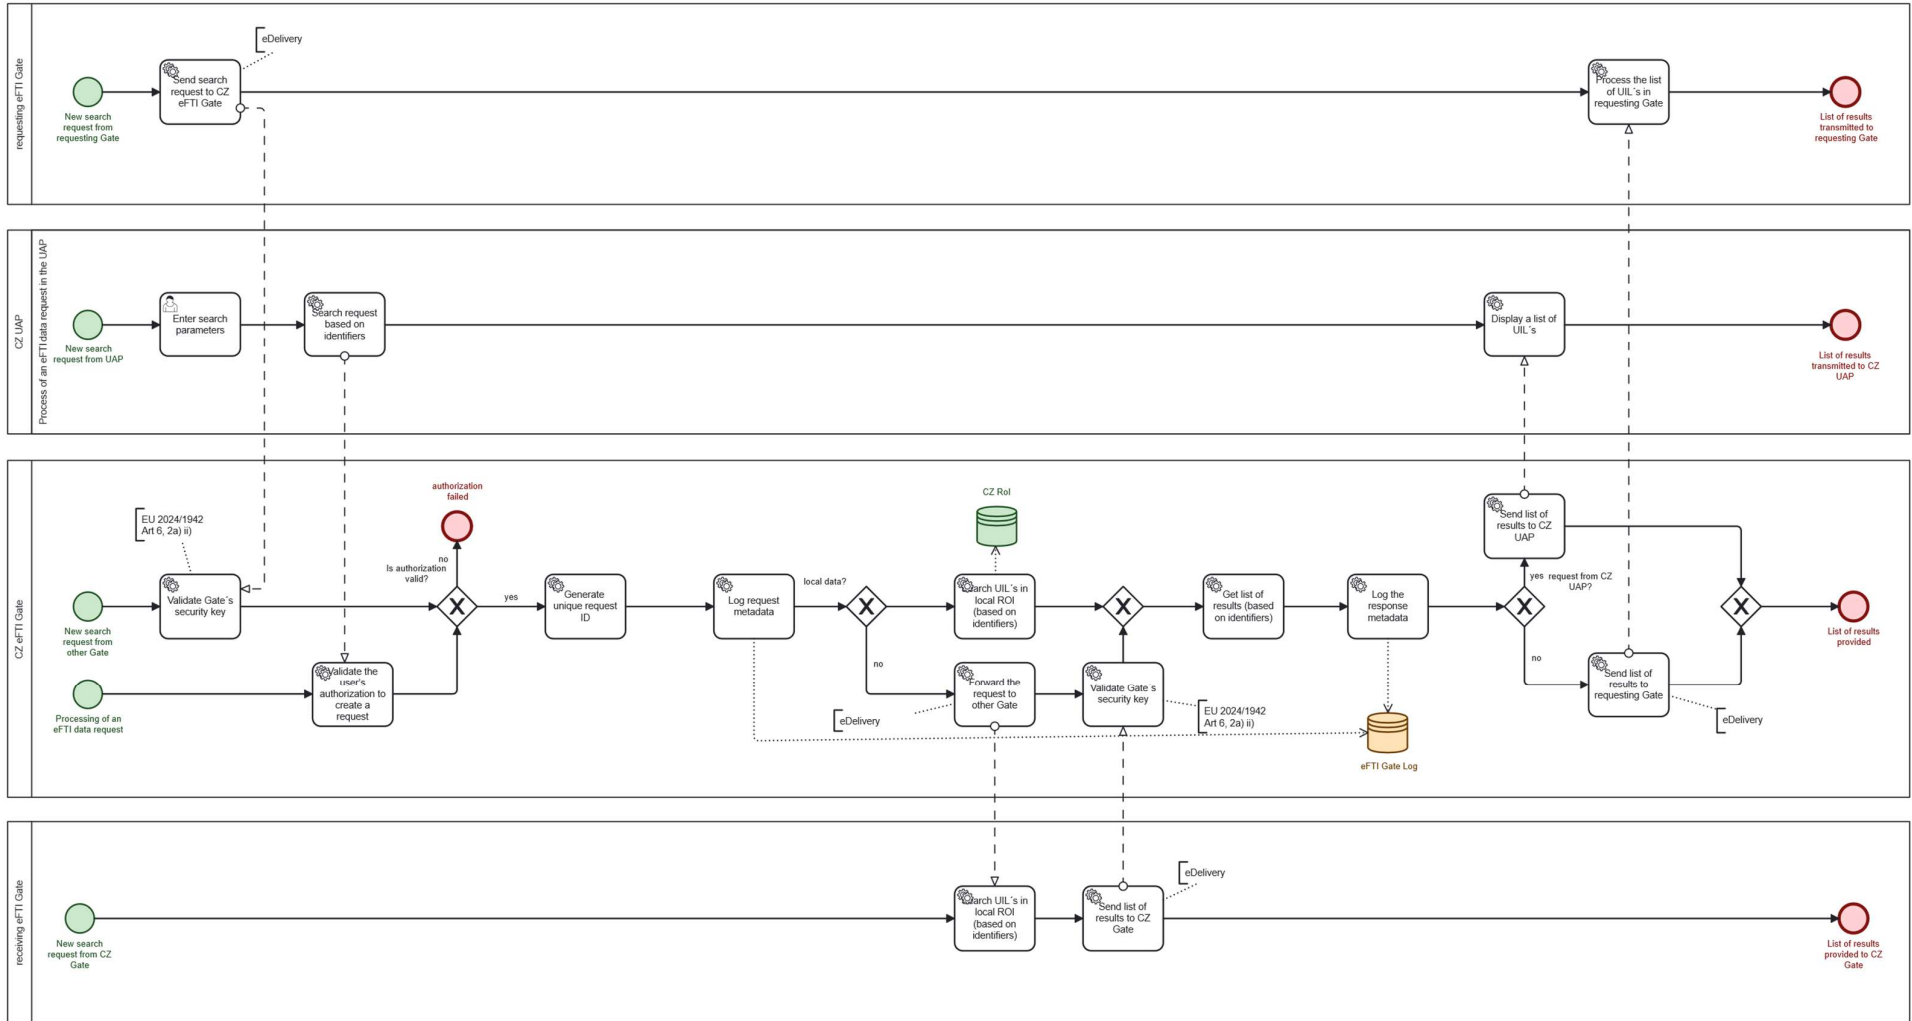 requesting eFTI Gate
eDelivery
Send search
request to CZ
eFTI Gate
New search
request from
requesting Gate
Process the list
of UIL´s in
requesting Gate
List of results
transmitted to
requesting Gate
CZ UAP
Process of an eFTI data request in the UAP
New search
request from UAP
Enter search
parameters
Search request
based on
identifiers
Display a list of
UIL´s
List of results
transmitted to CZ
UAP
CZ eFTI Gate
EU 2024/1942
Art 6, 2a) ii)
New search
request from
other Gate
Validate Gate´s
security key
Processing of an
eFTI data request
Validate the
user's
authorization to
create a
request
authorization
failed
no
Is authorization
valid?
yes
Generate
unique request
ID
Log request
metadata
local data?
no
CZ RoI
UIL´s in
local ROI
(based on
identifiers)
eDelivery
Forward the
request to
other Gate
Validate Gate´s
security key
EU 2024/1942
Art 6, 2a) ii)
Get list of
results (based
on identifiers)
Log the
response
metadata
eFTI Gate Log
Send list of
results to CZ
UAP
yes
request from CZ
UAP?
no
Send list of
results to
requesting Gate
eDelivery
List of results
provided
receiving eFTI Gate
New search
request from CZ
Gate
UIL´s in
local ROI
(based on
identifiers)
Send list of
results to CZ
Gate
eDelivery
List of results
provided to CZ
Gate